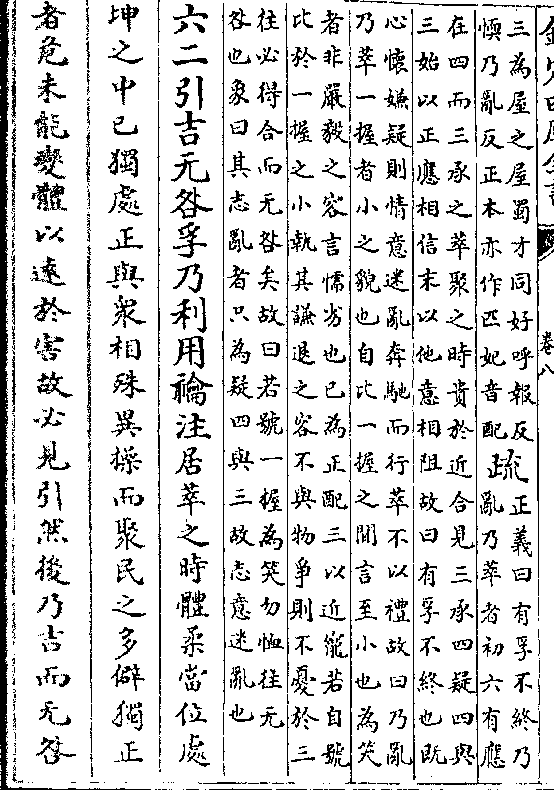 卷八
三為屋之屋蜀才同好呼報反
愞乃亂反正本亦作匹妃音配
疏
正義曰有孚不終乃
亂乃萃者初六有應
在四而三承之萃聚之時貴於近合見三承四疑四與
三始以正應相信末以他意相阻故曰有孚不終也既
心懷嫌疑則情意迷亂奔馳而行萃不以禮故曰乃亂
乃萃一握者小之貌也自比一握之間言至小也為笑
者非嚴毅之容言懦劣也已為正配三以近寵若自號
比於一握之小執其謙退之容不與物爭則不憂於三
往必得合而无咎矣故曰若號一握為笑勿恤往无
咎也象曰其志亂者只為疑四與三故志意迷亂也
六二引吉无咎孚乃利用禴注居萃之時體柔當位處
坤之中已獨處正與衆相殊異操而聚民之多僻獨正
者危未能變體以遠於害故必見引然後乃吉而无咎